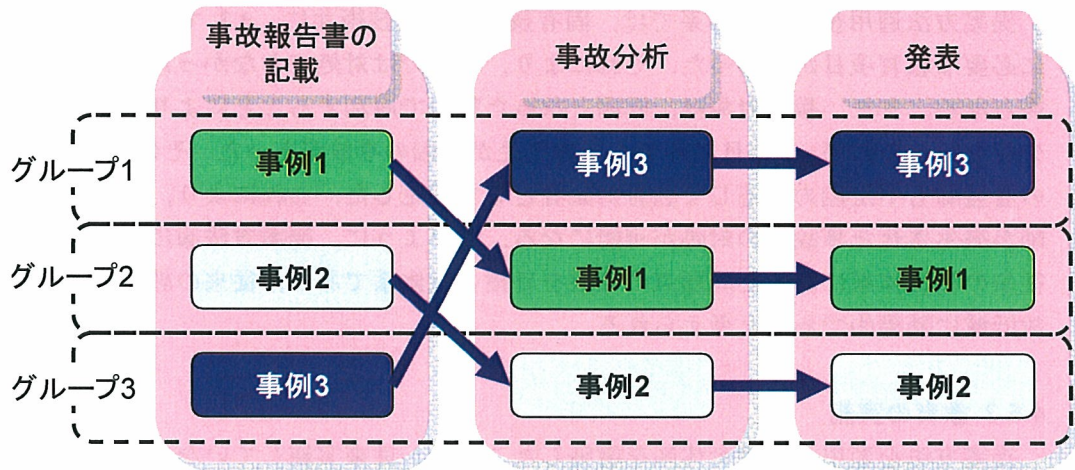 事故報告書の
記載
事故分析
発表
グループ1
事例1
事例3
事例3
グループ2
事例2
事例1
事例1
グループ3
事例3
事例2
事例2